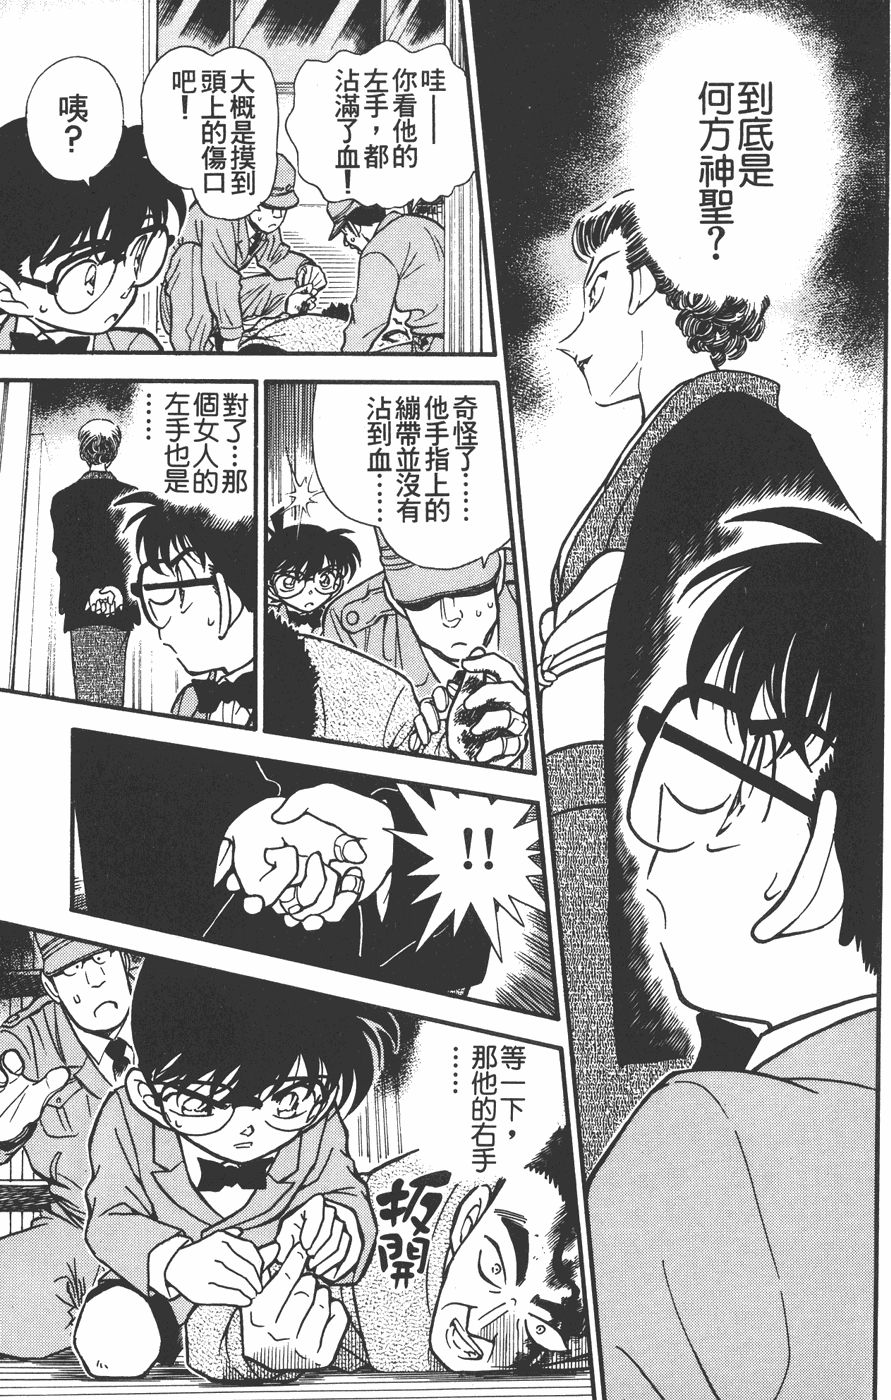 到底是
何方神聖？
哇——
你看他的
左手，都
沾滿了血！
大概是摸到
頭上的傷口
吧！
咦？
奇怪了……
他手指上的
繃帶並沒有
沾到血……
對了…那
個女人的
左手也是
……
!!
等一下，
那他的右手
……
扳開